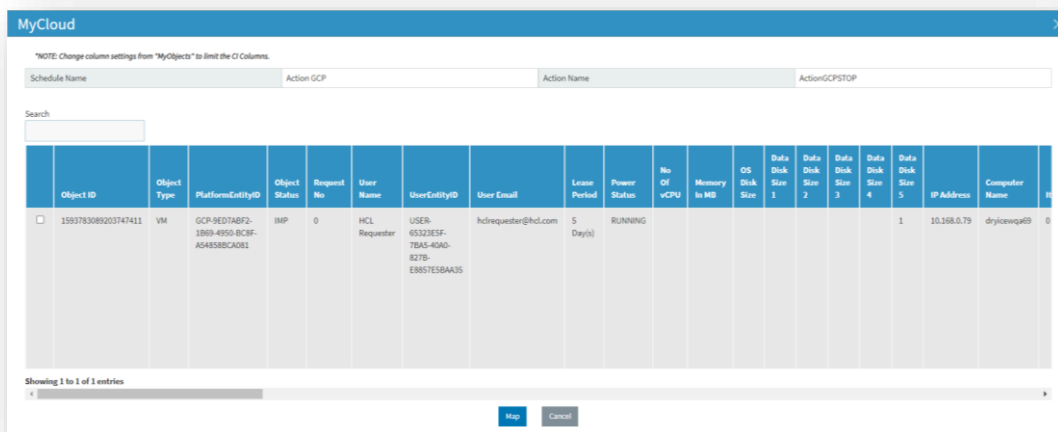 MyCloud
*NOTE: Change column settings from "MyObjects" to limit the CI Columns.
Schedule Name Action GCP Action Name ActionGCPSTOP
Search
Object ID Object Type PlatformEntityID Object Status Request No User Name UserEntityID User Email Lease Period Power Status No Of vCPU Memory In MB OS Disk Size Data Disk Size 1 Data Disk Size 2 Data Disk Size 3 Data Disk Size 4 Data Disk Size 5 IP Address Computer Name
1593783089203747411 VM GCP-9ED7ABF2-1B69-4950-BC8F-A54858BCA081 IMP 0 HCL Requester USER-65323E5F-7BA5-40A0-827B-E8857E5BAA35 hclrequester@hcl.com 5 Day(s) RUNNING 1 10.168.0.79 dryicewqa69 0
Showing 1 to 1 of 1 entries
Map Cancel